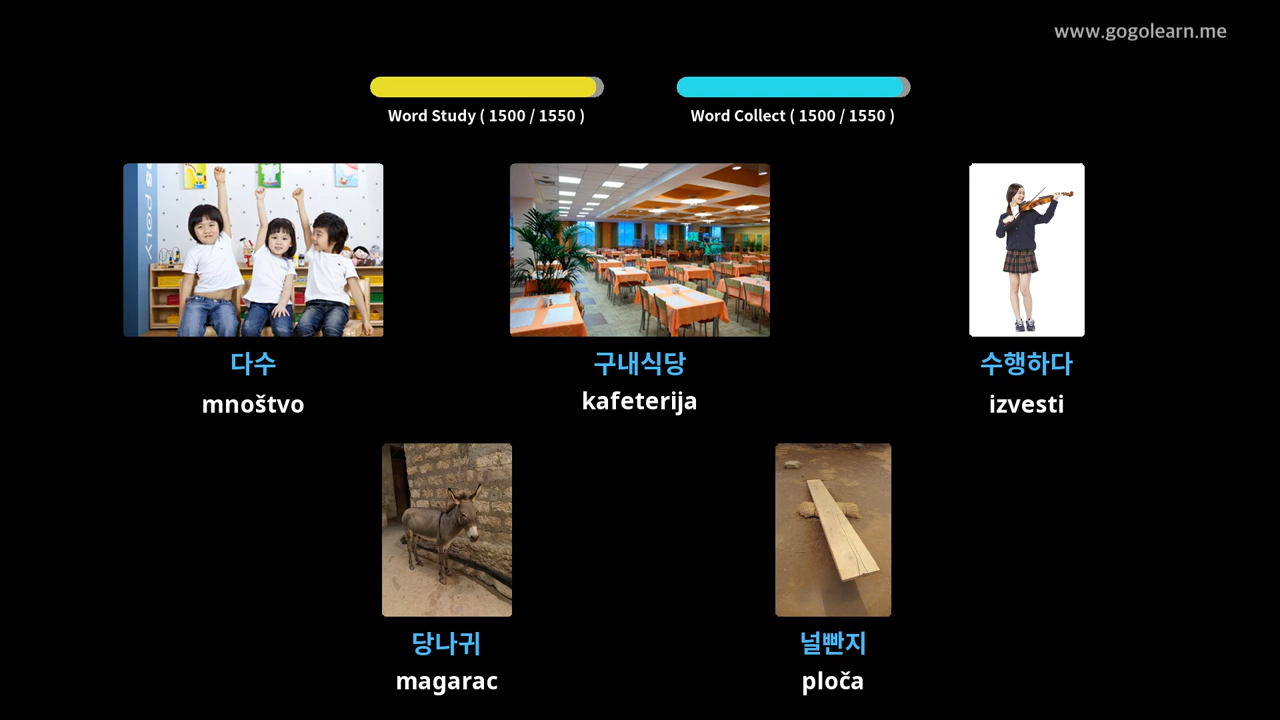 www.gogolearn.me
Word Study ( 1500 / 1550 )
Word Collect ( 1500 / 1550 )
다수
구내식당
수행하다
mnoštvo
kafeterija
izvesti
당나귀
널빤지
magarac
ploča